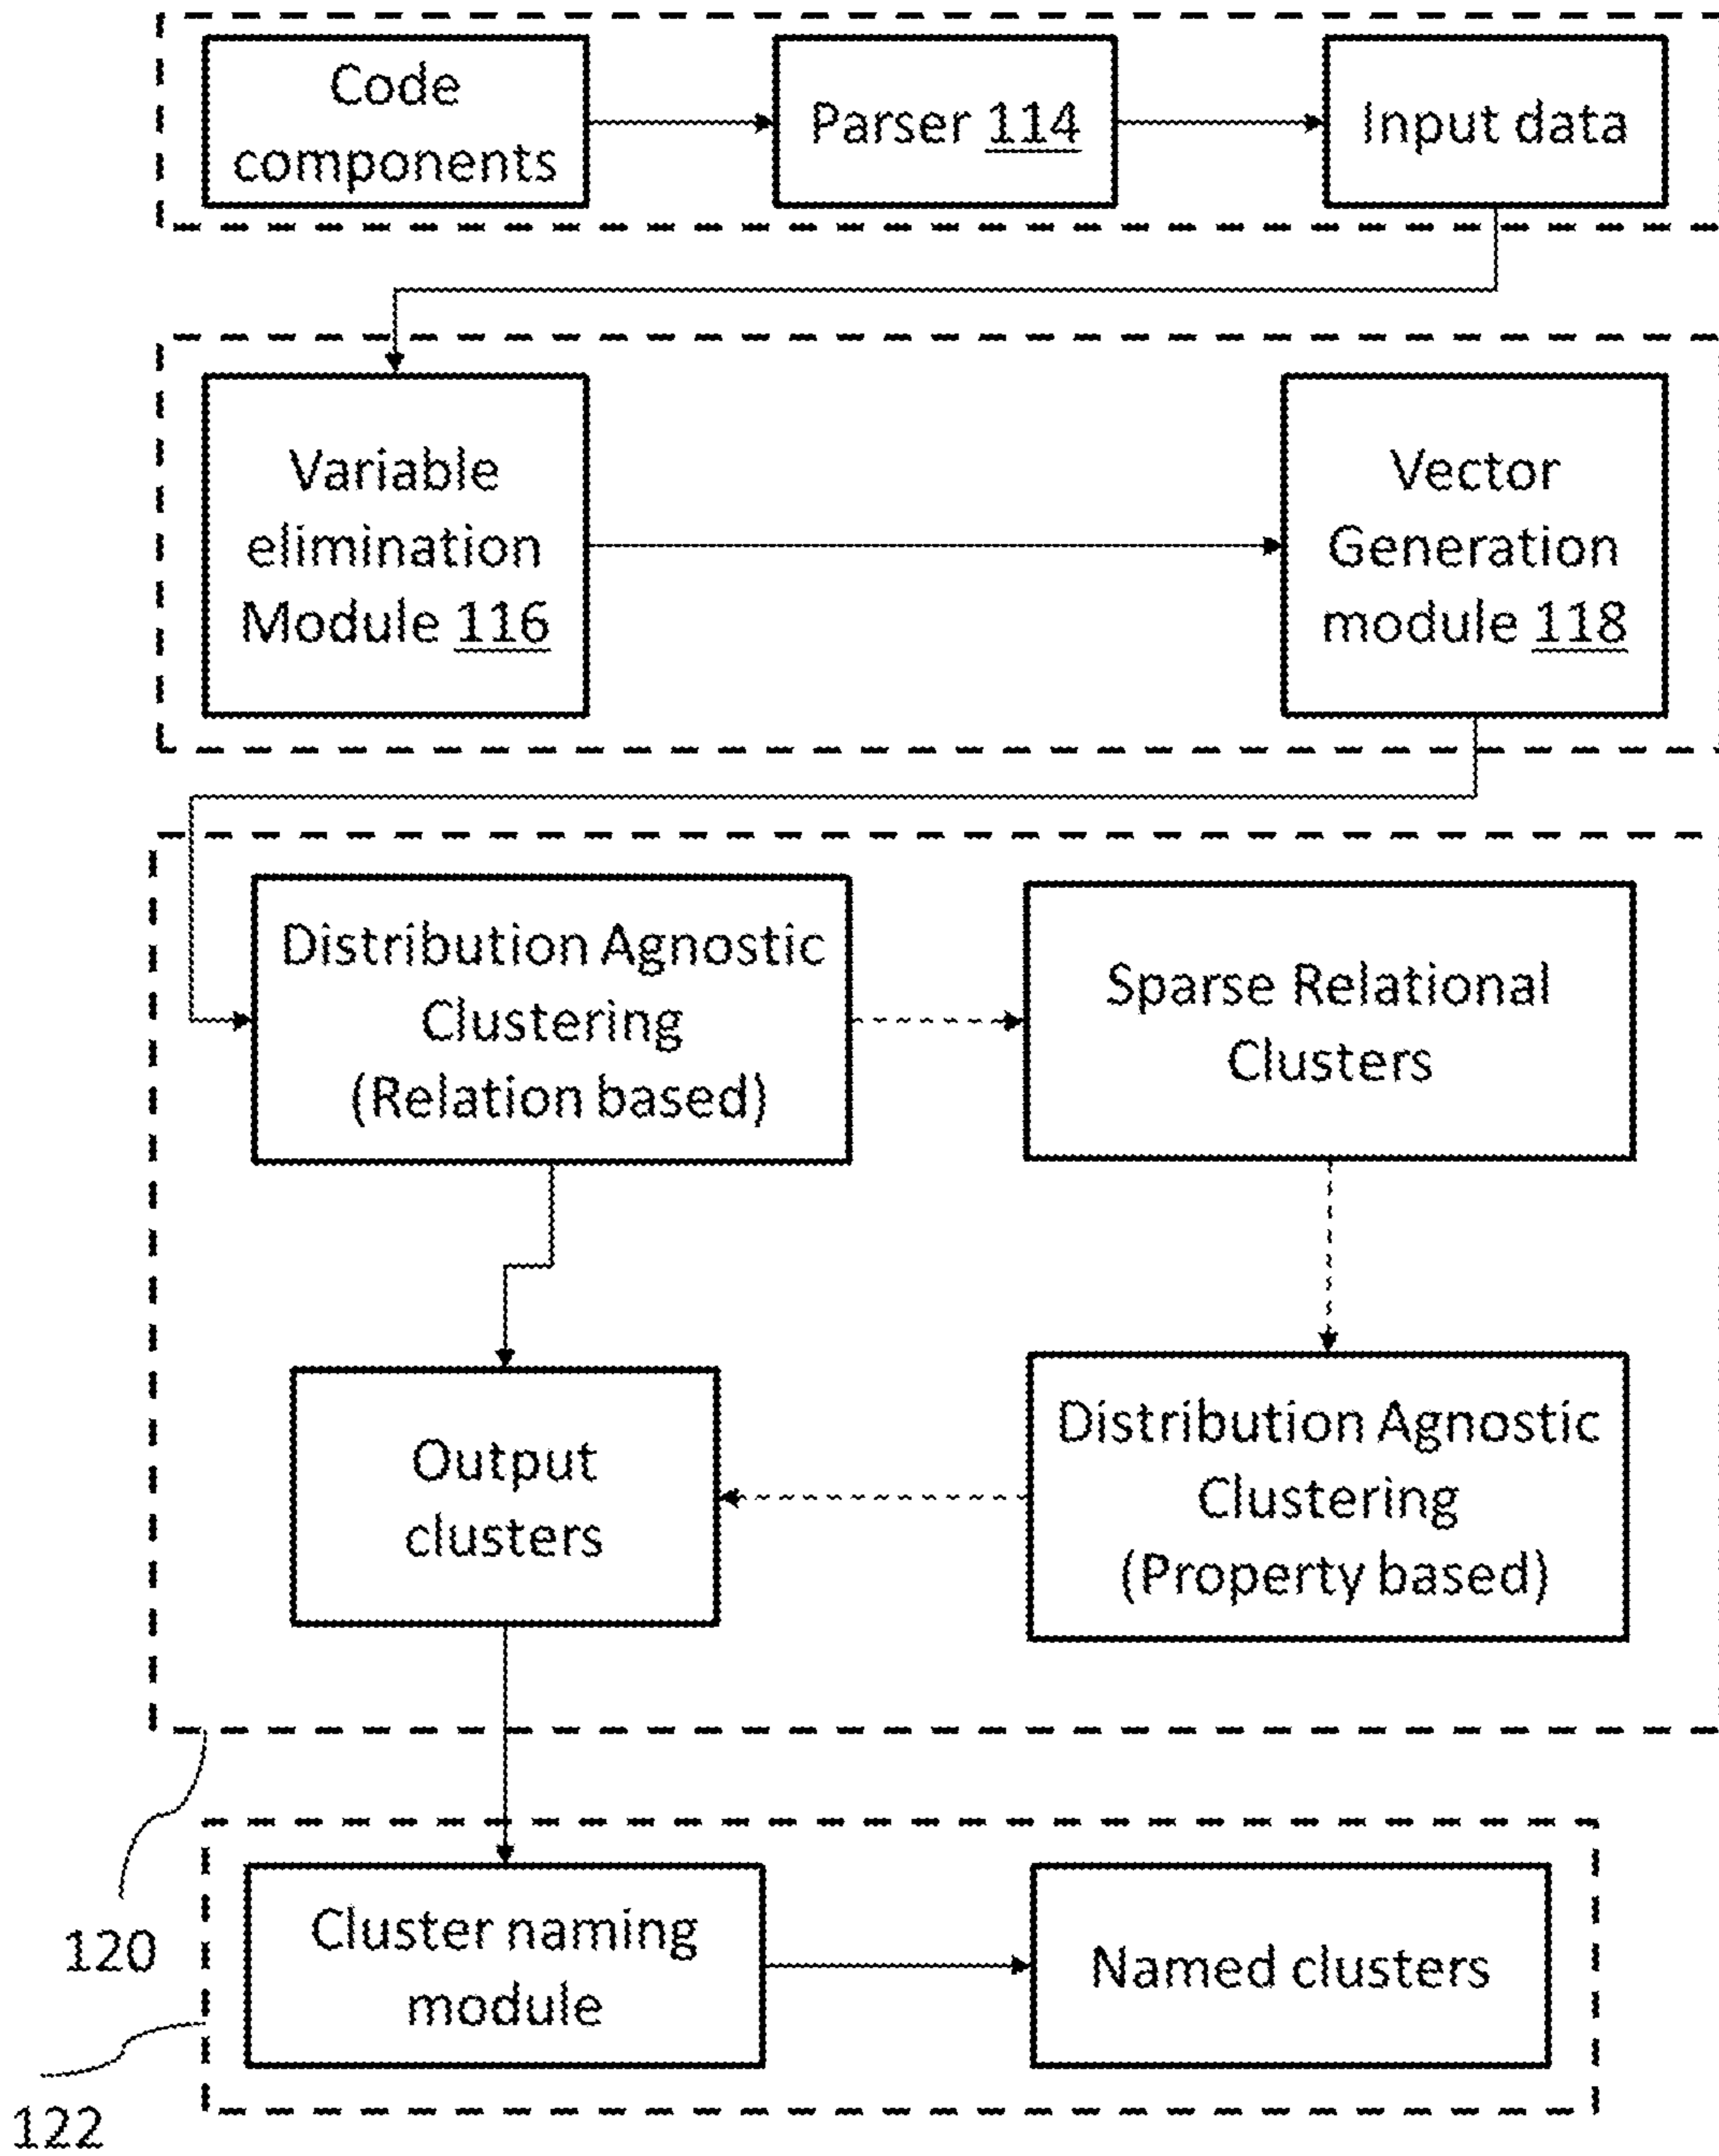 Code
components
Parser 114
Input data
Variable
elimination
Module 116
Vector
Generation
module 118
Distribution Agnostic
Clustering
(Relation based)
Sparse Relational
Clusters
Output
clusters
Distribution Agnostic
Clustering
(Property based)
120
Cluster naming
module
Named clusters
122